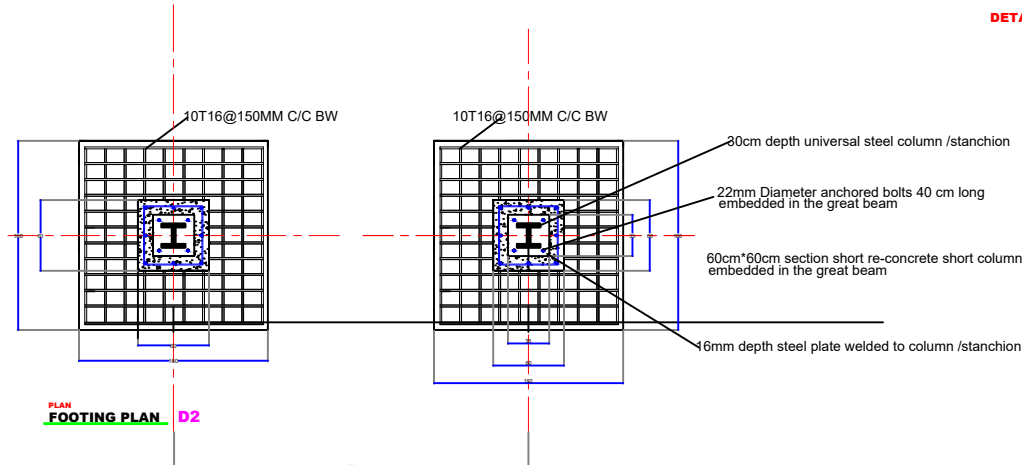 DETA
10T16@150MM C/C BW
10T16@150MM C/C BW
30cm depth universal steel column /stanchion
22mm Diameter anchored bolts 40 cm long
embedded in the great beam
60cm*60cm section short re-concrete short column
embedded in the great beam
16mm depth steel plate welded to column /stanchion
PLAN
FOOTING PLAN D2